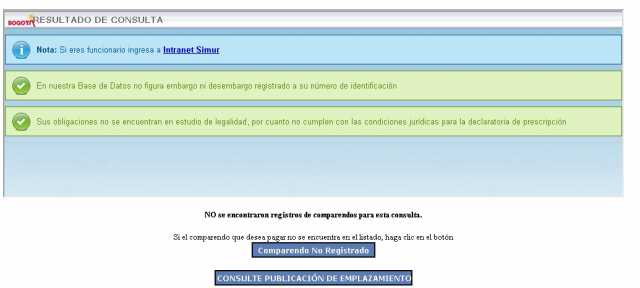 BOGOTÁ RESULTADO DE CONSULTA
Nota: Si eres funcionario ingresa a Intranet Simur
En nuestra Base de Datos no figura embargo ni desembargo registrado a su número de identificación
Sus obligaciones no se encuentran en estudio de legalidad, por cuanto no cumplen con las condiciones jurídicas para la declaratoria de prescripción
NO se encontraron registros de comparendos para esta consulta.
Si el comparendo que desea pagar no se encuentra en el listado, haga clic en el botón
Comparendo No Registrado
CONSULTE PUBLICACIÓN DE EMPLAZAMIENTO